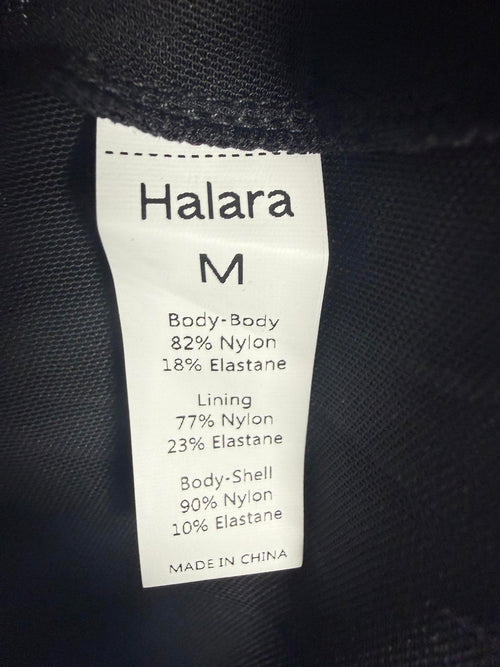 Halara
M
Body-Body
82% Nylon
18% Elastane
Lining
77% Nylon
23% Elastane
Body-Shell
90% Nylon
10% Elastane
MADE IN CHINA